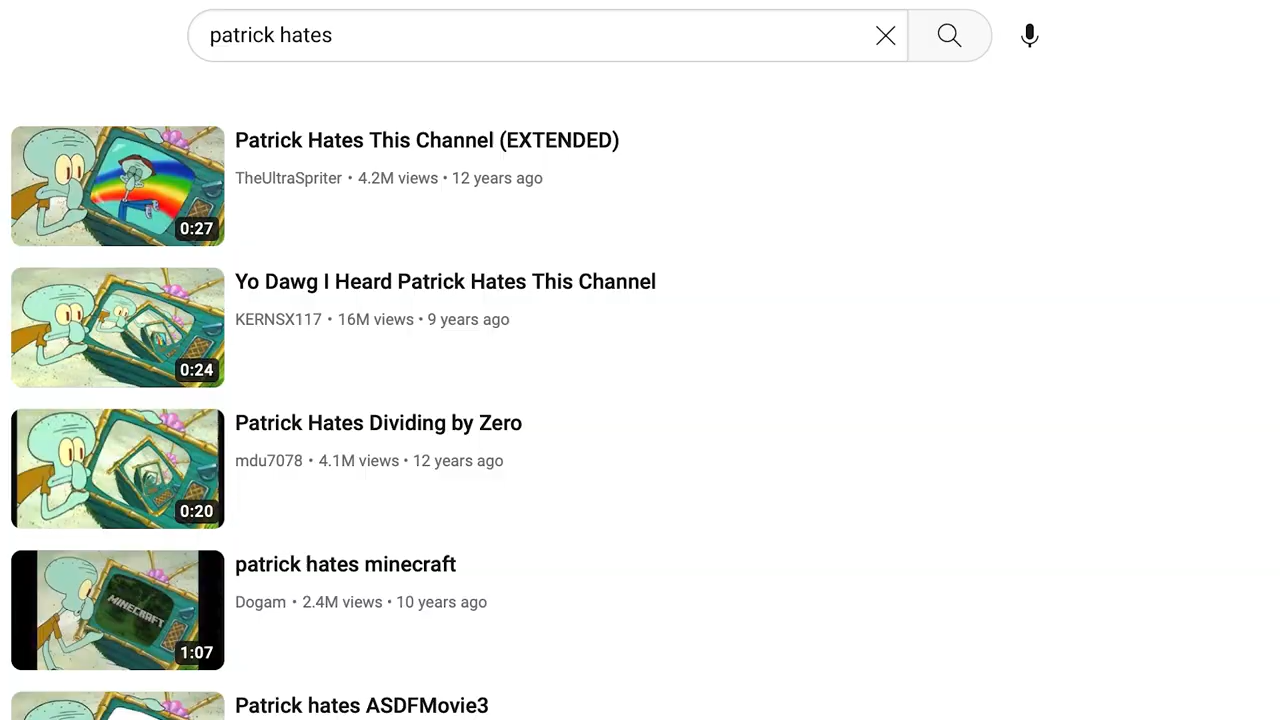 patrick hates
Patrick Hates This Channel (EXTENDED)
TheUltraSpriter • 4.2M views • 12 years ago
0:27
Yo Dawg I Heard Patrick Hates This Channel
KERNSX117 • 16M views • 9 years ago
0:24
Patrick Hates Dividing by Zero
mdu7078 • 4.1M views • 12 years ago
0:20
patrick hates minecraft
Dogam • 2.4M views • 10 years ago
MINECRAFT
1:07
Patrick hates ASDFMovie3